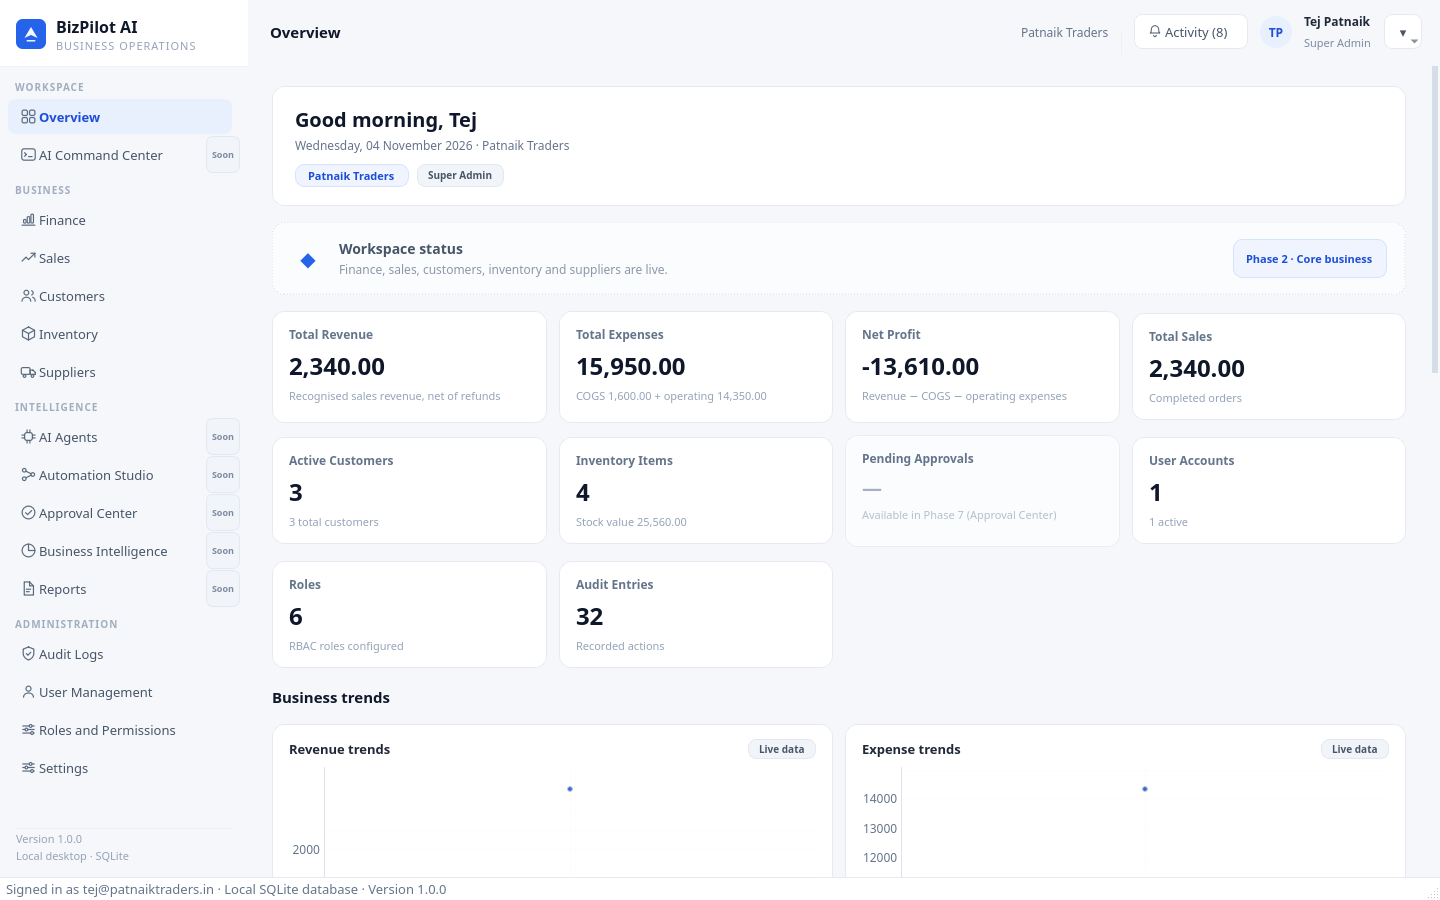 BizPilot AI
BUSINESS OPERATIONS
WORKSPACE
Overview
AI Command Center Soon
BUSINESS
Finance
Sales
Customers
Inventory
Suppliers
INTELLIGENCE
AI Agents Soon
Automation Studio Soon
Approval Center Soon
Business Intelligence Soon
Reports Soon
ADMINISTRATION
Audit Logs
User Management
Roles and Permissions
Settings
Version 1.0.0
Local desktop · SQLite
Overview
Patnaik Traders
Activity (8)
TP
Tej Patnaik
Super Admin
Good morning, Tej
Wednesday, 04 November 2026 · Patnaik Traders
Patnaik Traders Super Admin
Workspace status
Finance, sales, customers, inventory and suppliers are live.
Phase 2 · Core business
Total Revenue
2,340.00
Recognised sales revenue, net of refunds
Total Expenses
15,950.00
COGS 1,600.00 + operating 14,350.00
Net Profit
-13,610.00
Revenue − COGS − operating expenses
Total Sales
2,340.00
Completed orders
Active Customers
3
3 total customers
Inventory Items
4
Stock value 25,560.00
Pending Approvals
—
Available in Phase 7 (Approval Center)
User Accounts
1
1 active
Roles
6
RBAC roles configured
Audit Entries
32
Recorded actions
Business trends
Revenue trends Live data
2000
Expense trends Live data
14000
13000
12000
Signed in as tej@patnaiktraders.in · Local SQLite database · Version 1.0.0